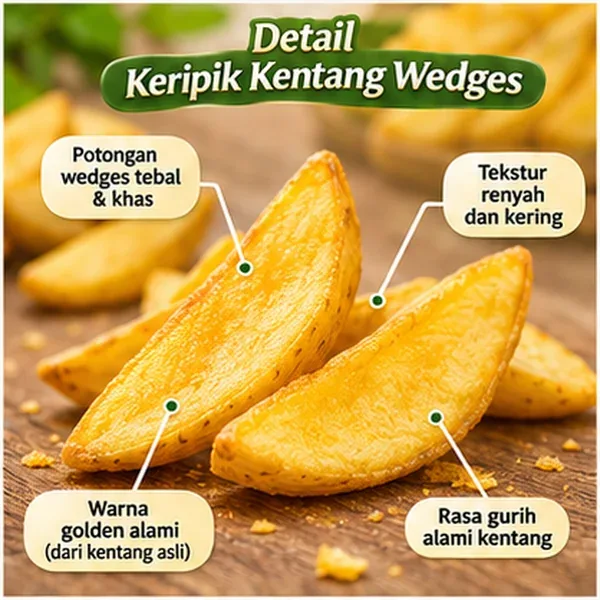 Detail
Keripik Kentang Wedges
Potongan
wedges tebal
& khas
Tekstur
renyah
dan kering
Warna
golden alami
(dari kentang asli)
Rasa gurih
alami kentang